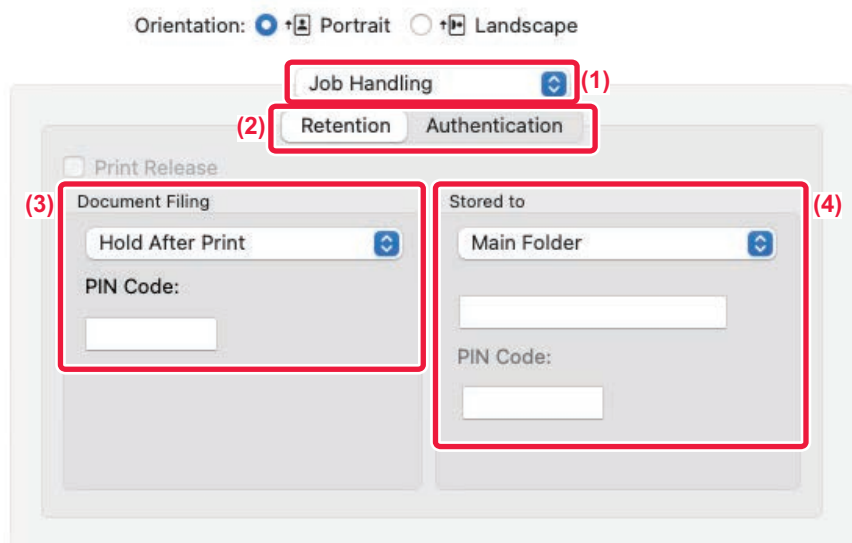 Orientation: Portrait Landscape
Job Handling (1)
(2) Retention Authentication
Print Release
(3) Document Filing Stored to (4)
Hold After Print Main Folder
PIN Code:
PIN Code: